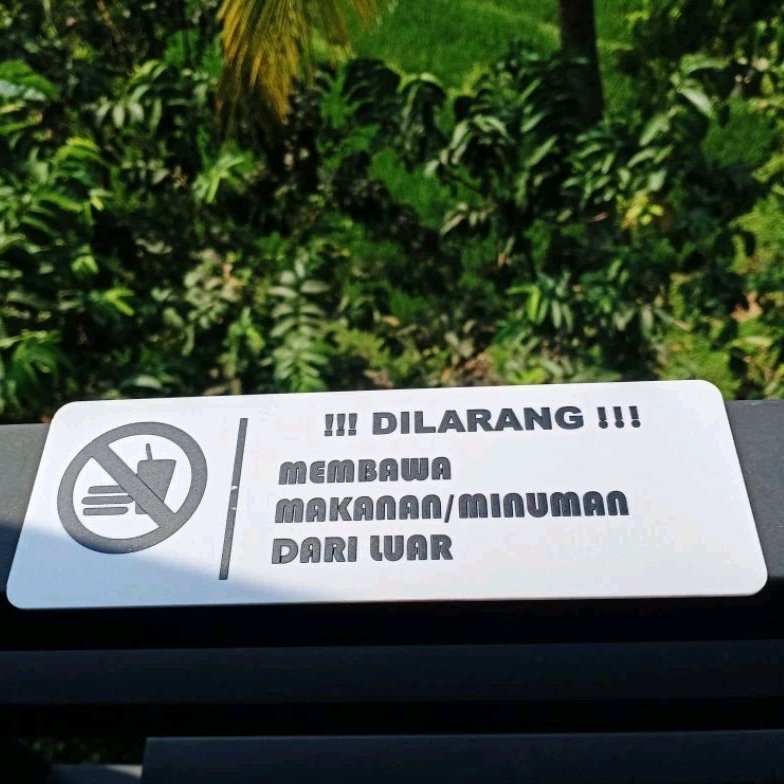 !!! DILARANG !!!
MEMBAWA
MAKANAN/MINUMAN
DARI LUAR